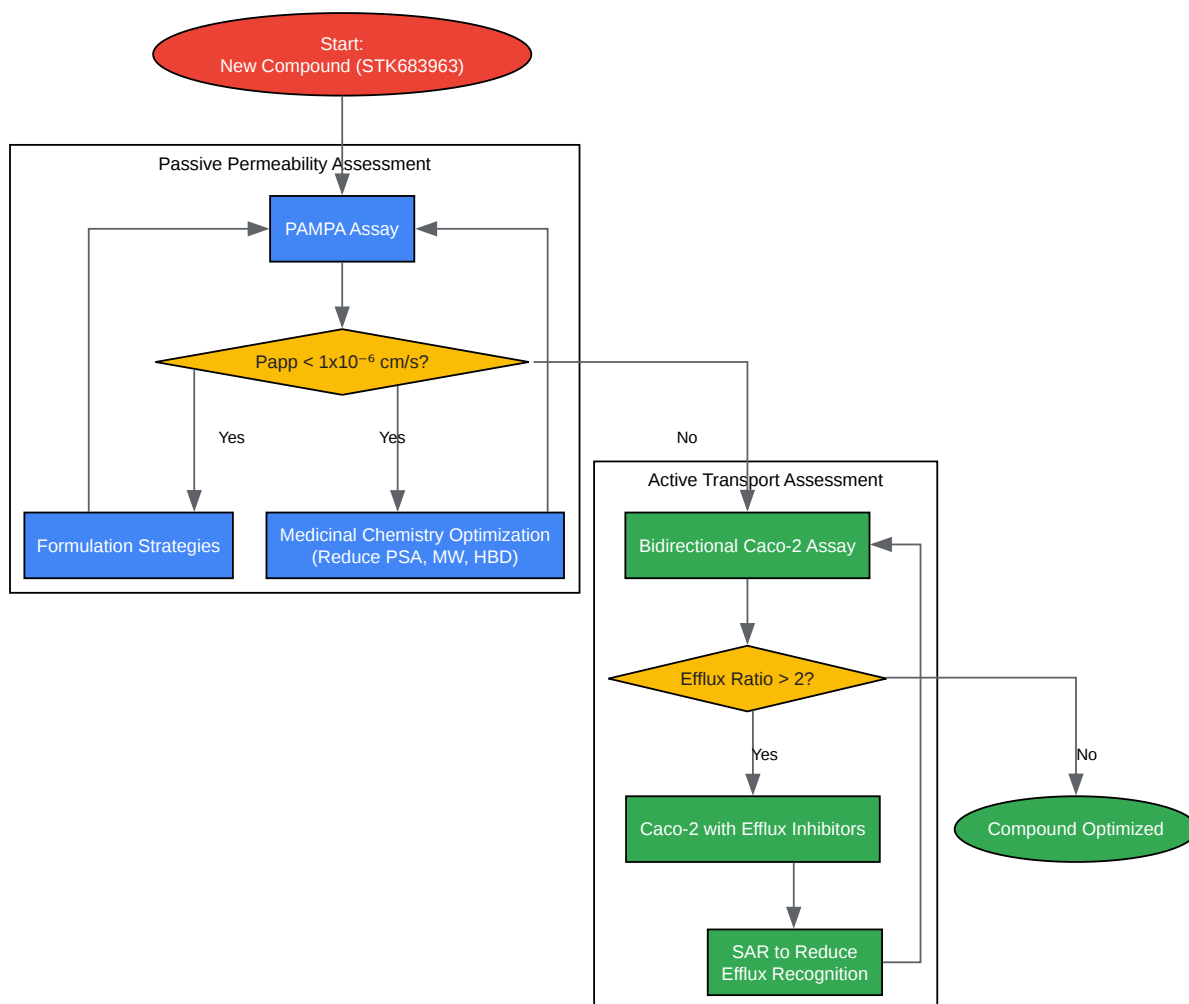 Start:
New Compound (STK683963)
Passive Permeability Assessment
PAMPA Assay
Papp < 1x10⁻⁶ cm/s?
Yes
Yes
No
Formulation Strategies
Medicinal Chemistry Optimization
(Reduce PSA, MW, HBD)
Active Transport Assessment
Bidirectional Caco-2 Assay
Efflux Ratio > 2?
Yes
No
Caco-2 with Efflux Inhibitors
Compound Optimized
SAR to Reduce
Efflux Recognition